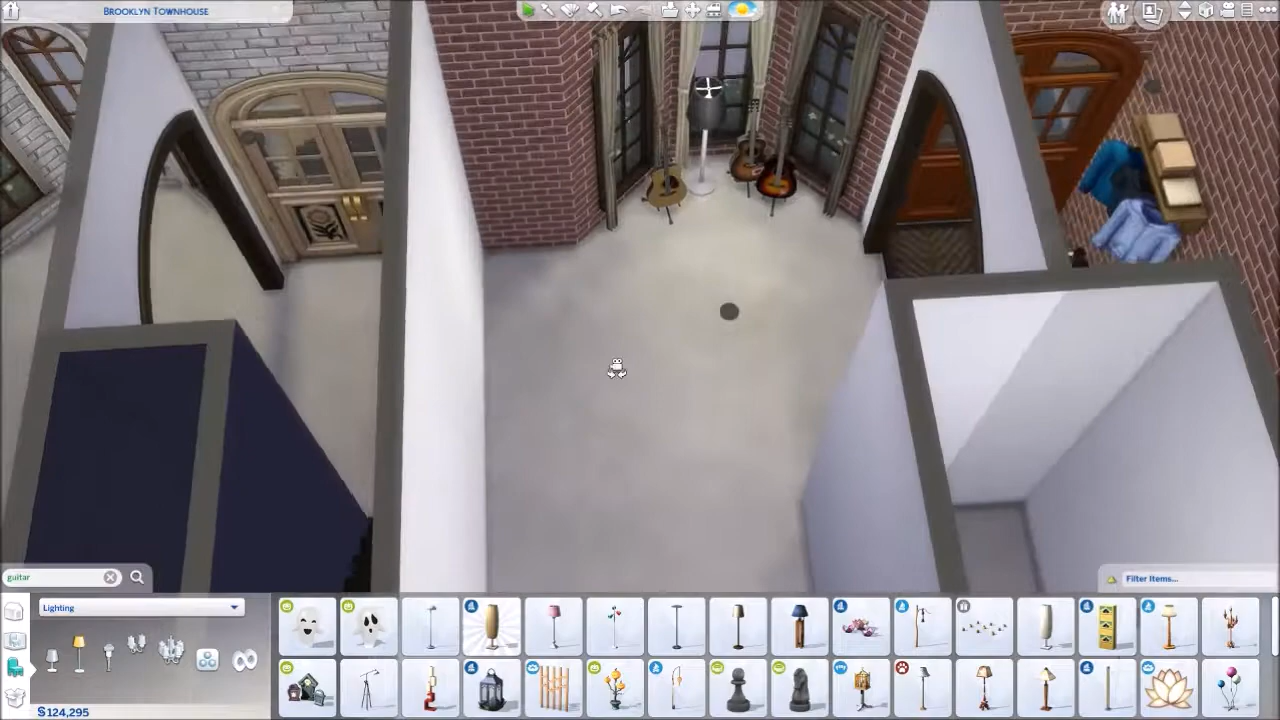 BROOKLYN TOWNHOUSE
guitar
Filter Items...
Lighting
§124,295